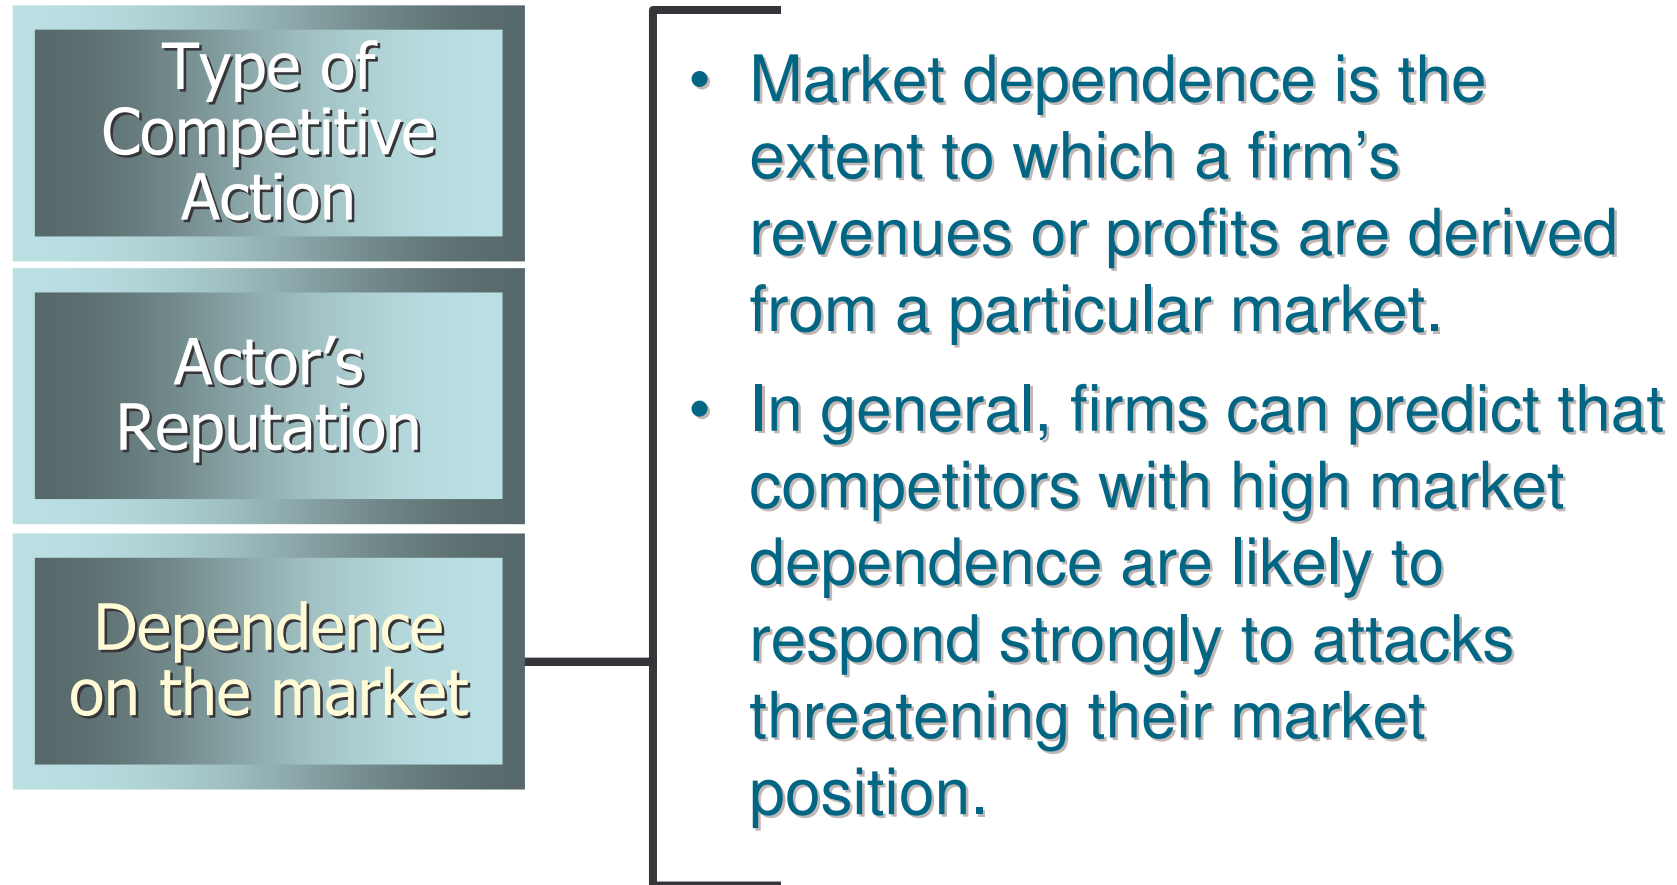 Type of
Competitive
Action
Actor’s
Reputation
Dependence
on the market
• Market dependence is the
extent to which a firm’s
revenues or profits are derived
from a particular market.
• In general, firms can predict that
competitors with high market
dependence are likely to
respond strongly to attacks
threatening their market
position.